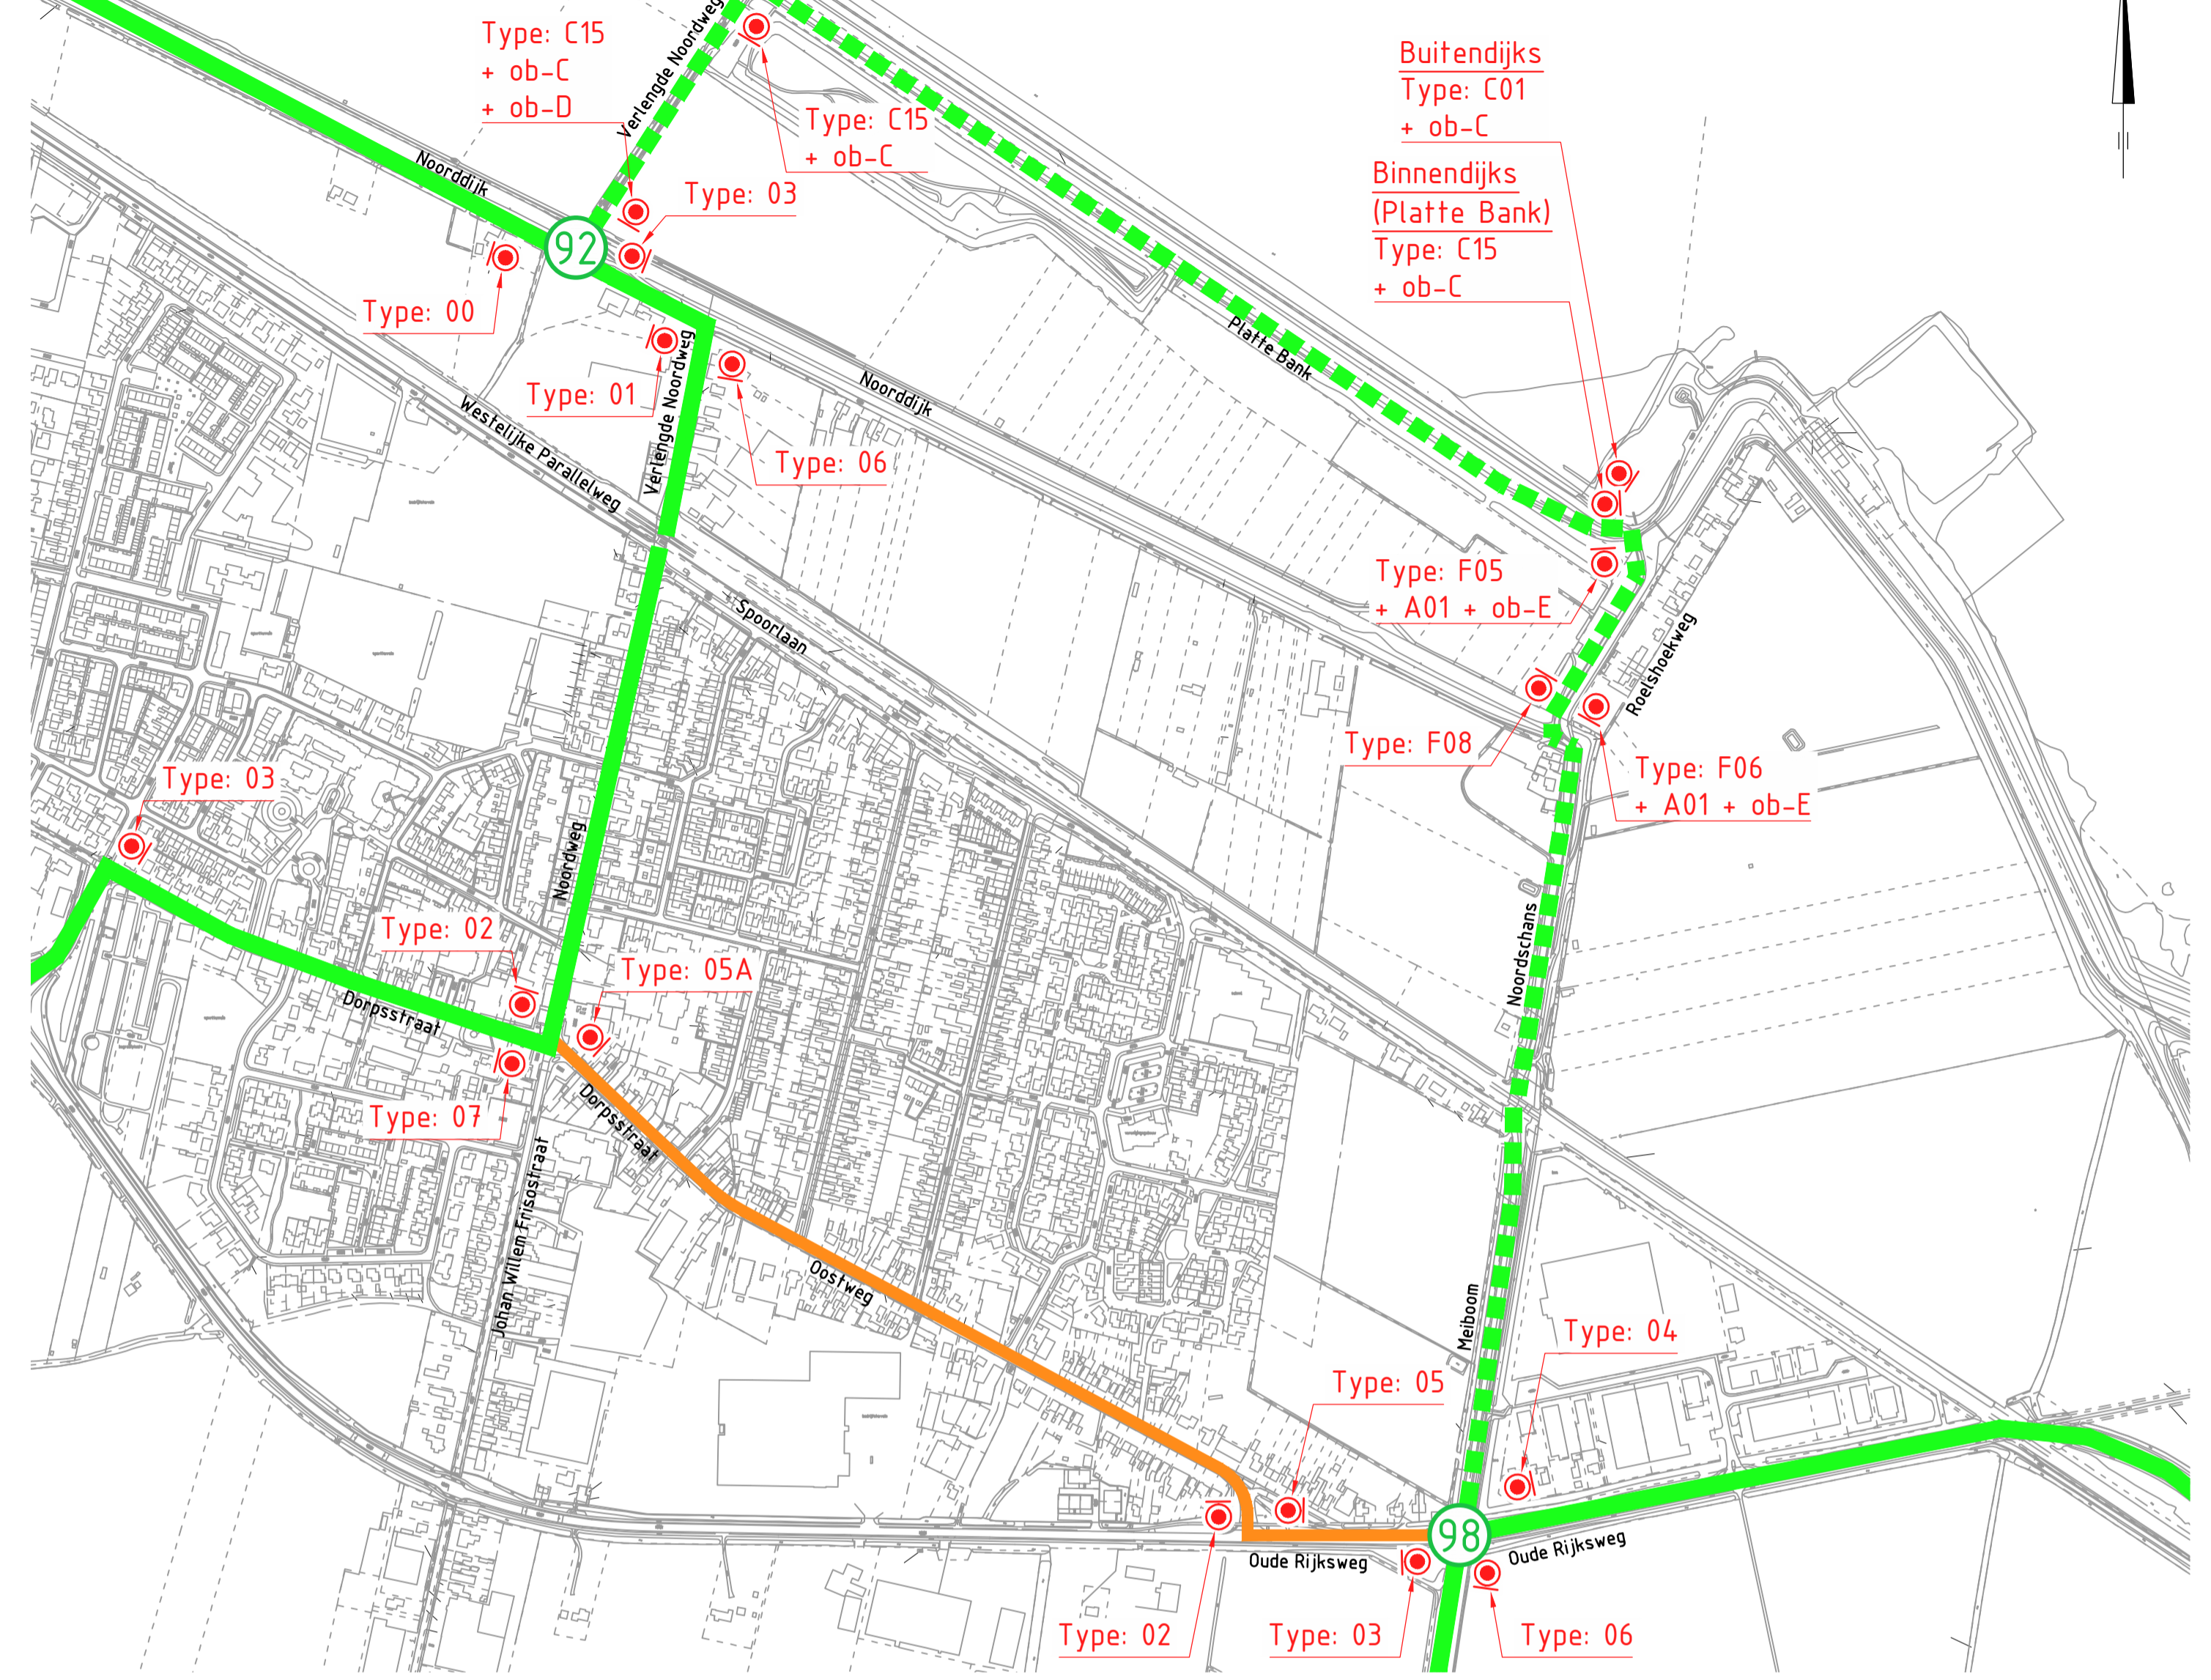 Type: C15
+ ob-C
+ ob-D
Verlengde Noordweg
Type: C15
+ ob-C
Buitendijks
Type: C01
+ ob-C
Binnendijks
(Platte Bank)
Type: C15
+ ob-C
Noorddijk
Type: 03
92
Type: 00
Type: 01
Verlengde Noordweg
Type: 06
Noorddijk
Platte Bank
Westelijke Parallelweg
Spoorlaan
Type: F05
+ A01 + ob-E
Roelshoekweg
Type: F08
Type: F06
+ A01 + ob-E
Type: 03
Noordweg
Type: 02
Type: 05A
Noordschans
Dorpsstraat
Type: 07
Dorpsstraat
Johan Willem Frisostraat
Oostweg
Meiboom
Type: 04
Type: 05
98
Oude Rijksweg
Oude Rijksweg
Type: 02
Type: 03
Type: 06